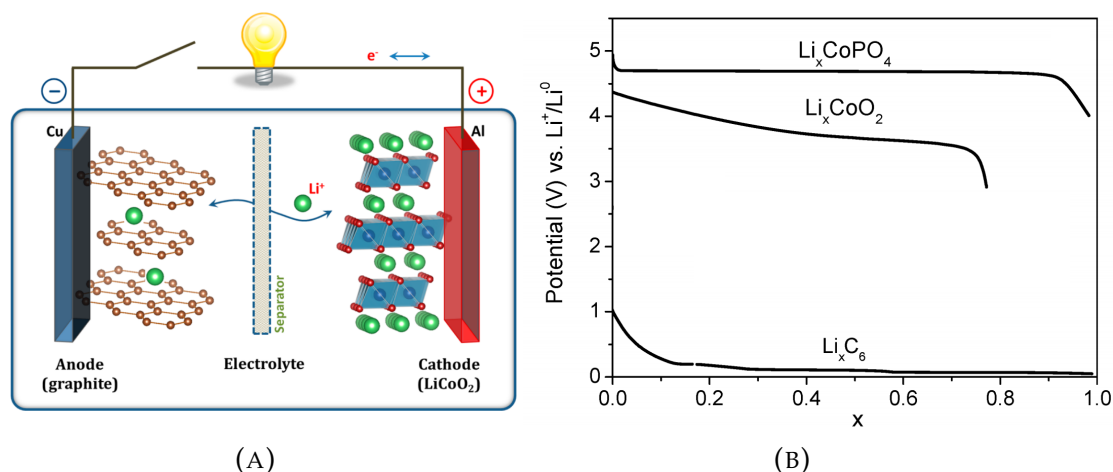 e⁻
−
+
Cu
Al
Li⁺
Separator
Anode
(graphite)
Electrolyte
Cathode
(LiCoO₂)
(A)
Potential (V) vs. Li⁺/Li⁰
6
5
4
3
2
1
0
LiₓCoPO₄
LiₓCoO₂
LiₓC₆
0.0 0.2 0.4 0.6 0.8 1.0
x
(B)